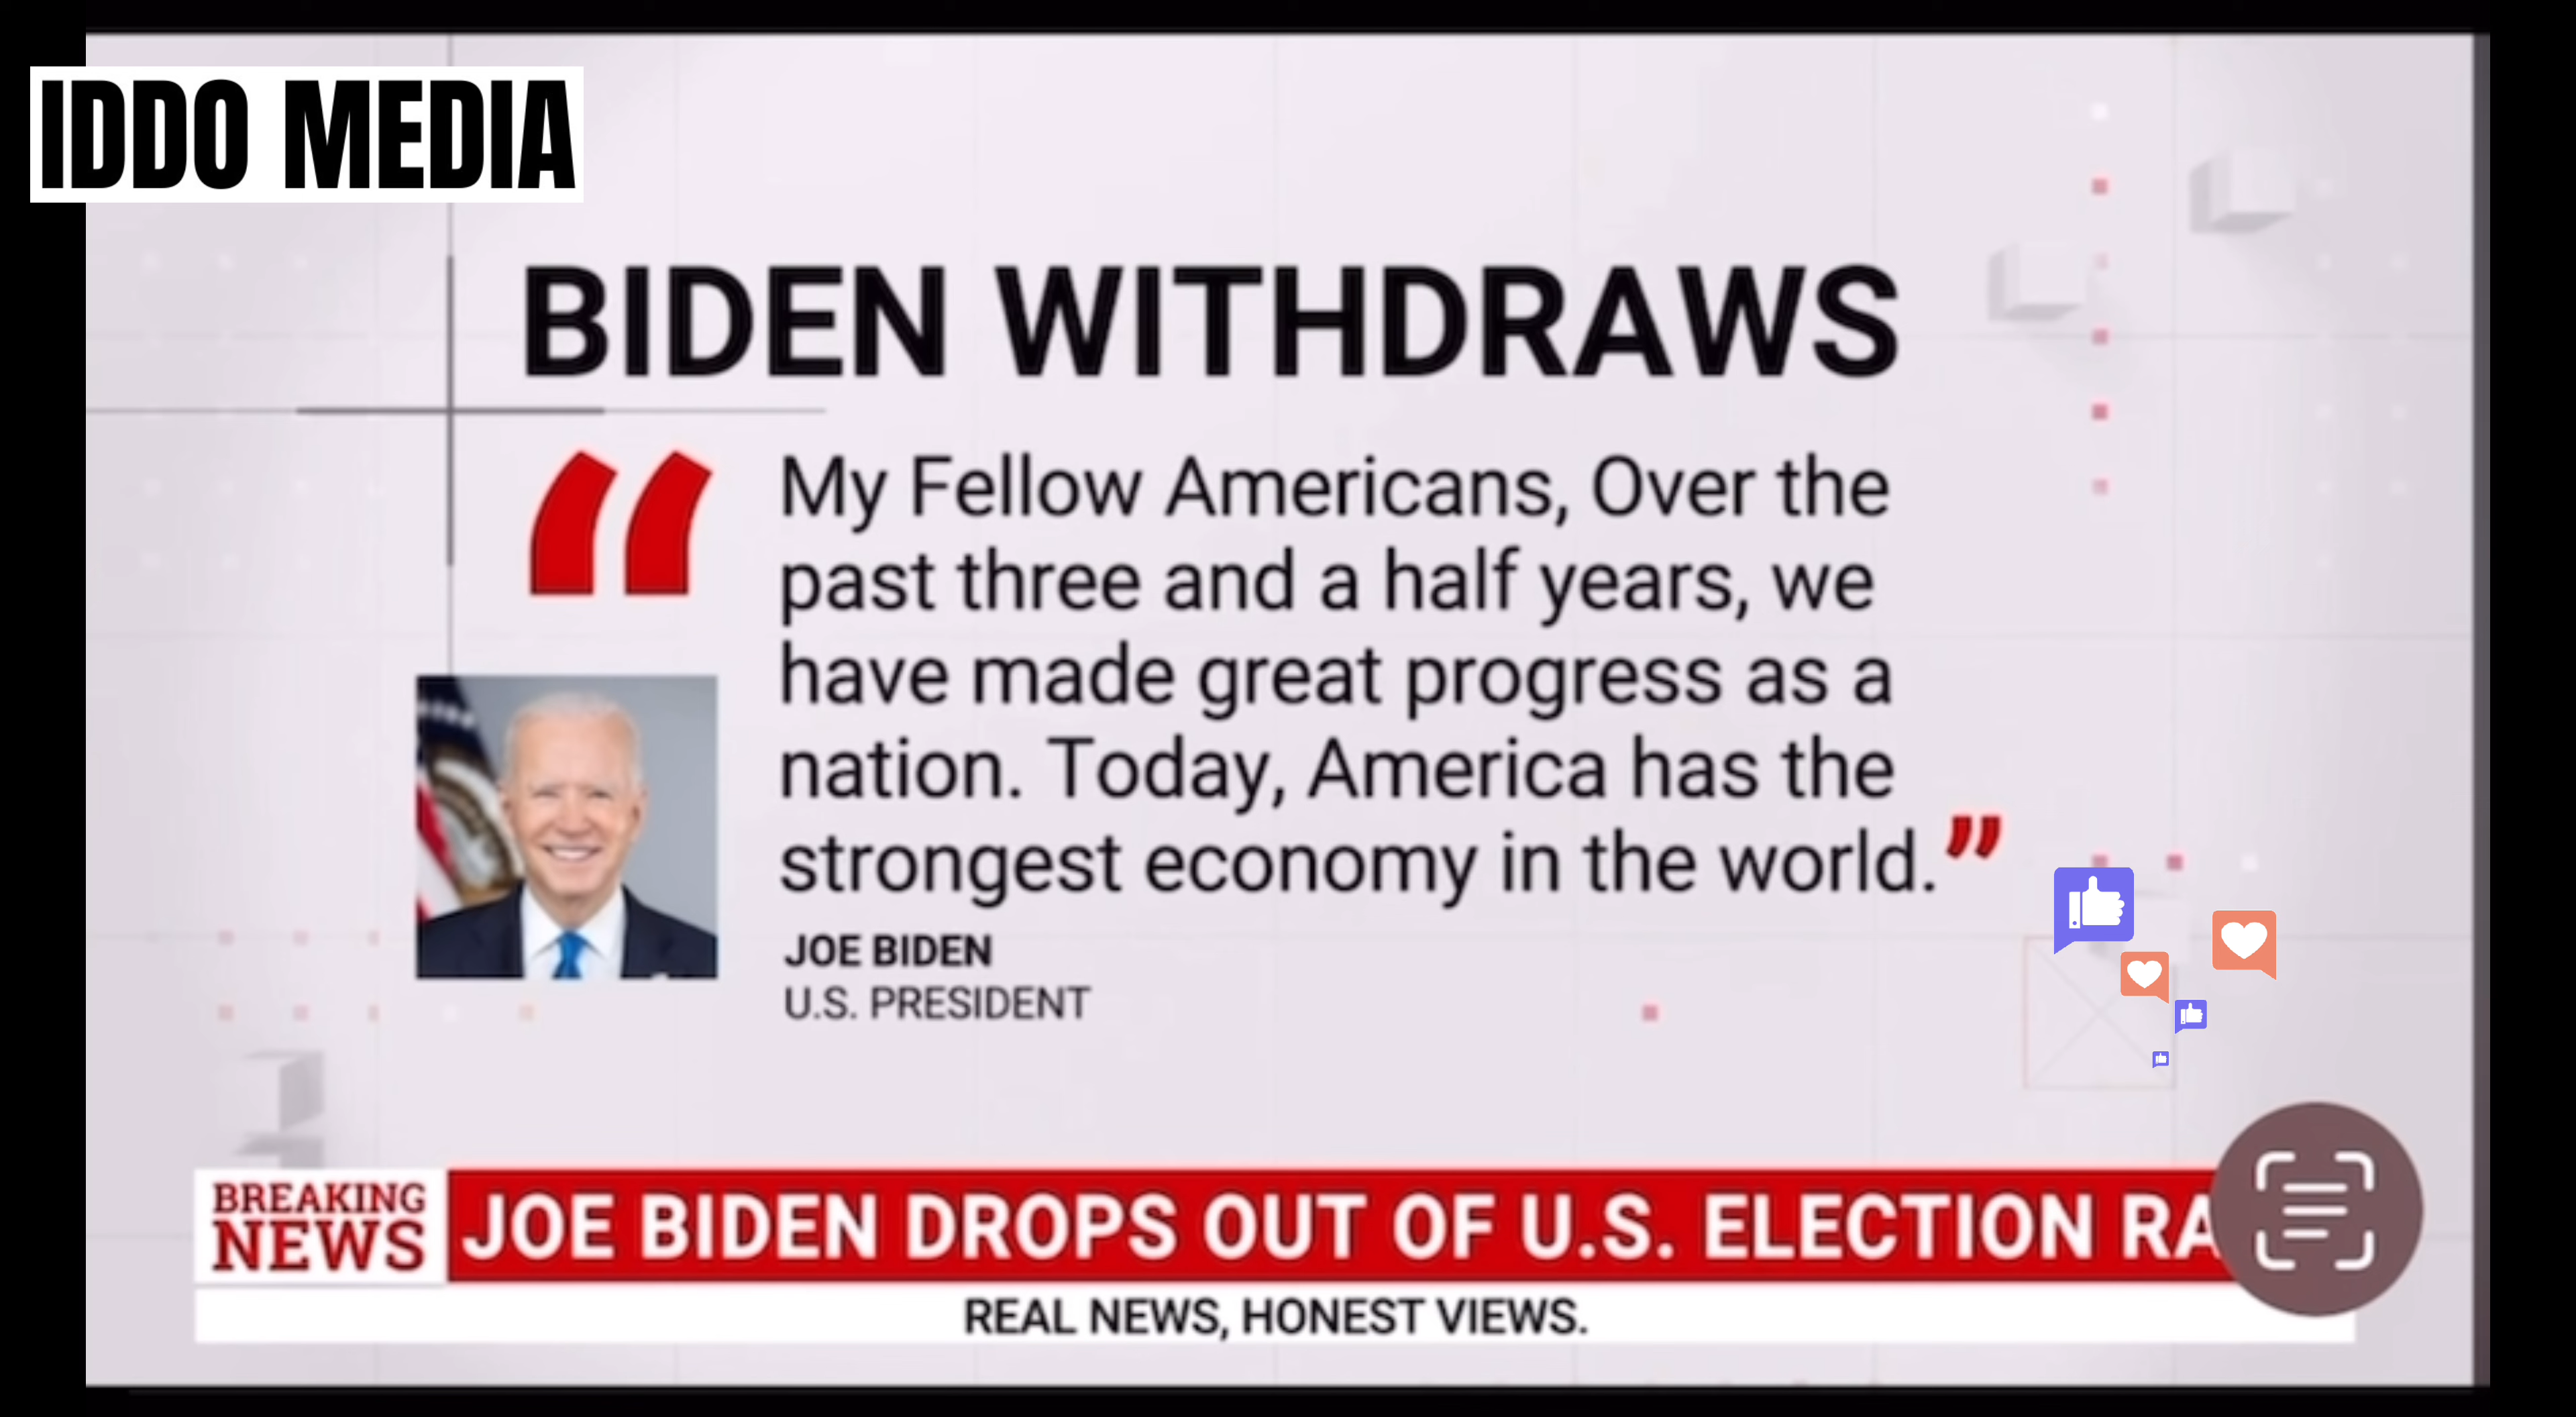 IDDO MEDIA
BIDEN WITHDRAWS
“ My Fellow Americans, Over the
past three and a half years, we
have made great progress as a
nation. Today, America has the
strongest economy in the world.”
JOE BIDEN
U.S. PRESIDENT
BREAKING
NEWS
JOE BIDEN DROPS OUT OF U.S. ELECTION RA
REAL NEWS, HONEST VIEWS.